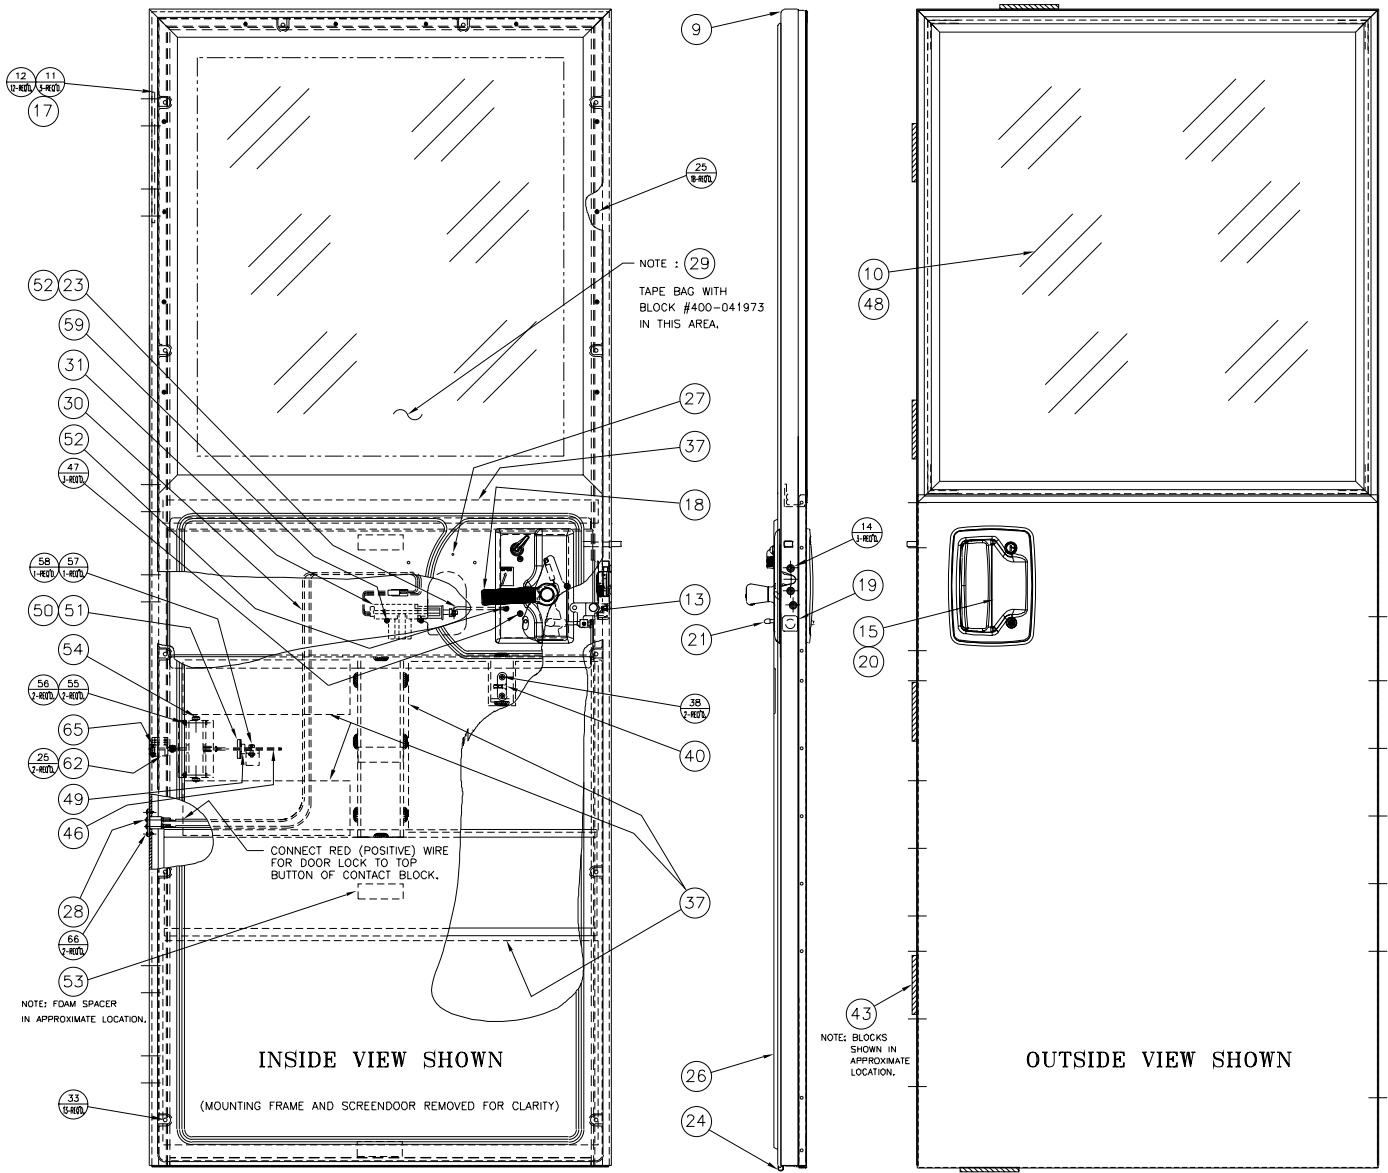 9
12
12-REQ'D.
11
17
25
18-REQ'D.
NOTE : 29
TAPE BAG WITH
BLOCK #400-041973
IN THIS AREA.
10
48
52 23
59
31
30
52
47
3-REQ'D.
27
37
18
58
1-REQ'D.
57
1-REQ'D.
50 51
54
56
2-REQ'D.
55
2-REQ'D.
65
25
2-REQ'D.
62
49
46
28
66
2-REQ'D.
53
NOTE: FOAM SPACER
IN APPROXIMATE LOCATION.
33
CONNECT RED (POSITIVE) WIRE
FOR DOOR LOCK TO TOP
BUTTON OF CONTACT BLOCK.
13
21
38
2-REQ'D.
40
37
14
3-REQ'D.
19
15
20
43
NOTE: BLOCKS
SHOWN IN
APPROXIMATE
LOCATION.
26
24
INSIDE VIEW SHOWN
(MOUNTING FRAME AND SCREENDOOR REMOVED FOR CLARITY)
OUTSIDE VIEW SHOWN